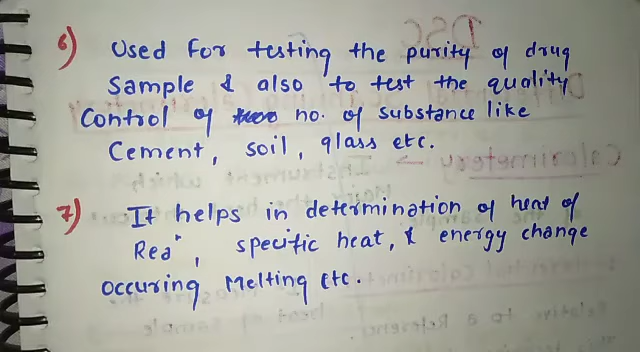 6) Used for testing the purity of drug
Sample & also to test the quality
Control of no. of substance like
Cement, soil, glass etc.
7) It helps in determination of heat of
Rea^n, specific heat, & energy change
occuring Melting etc.